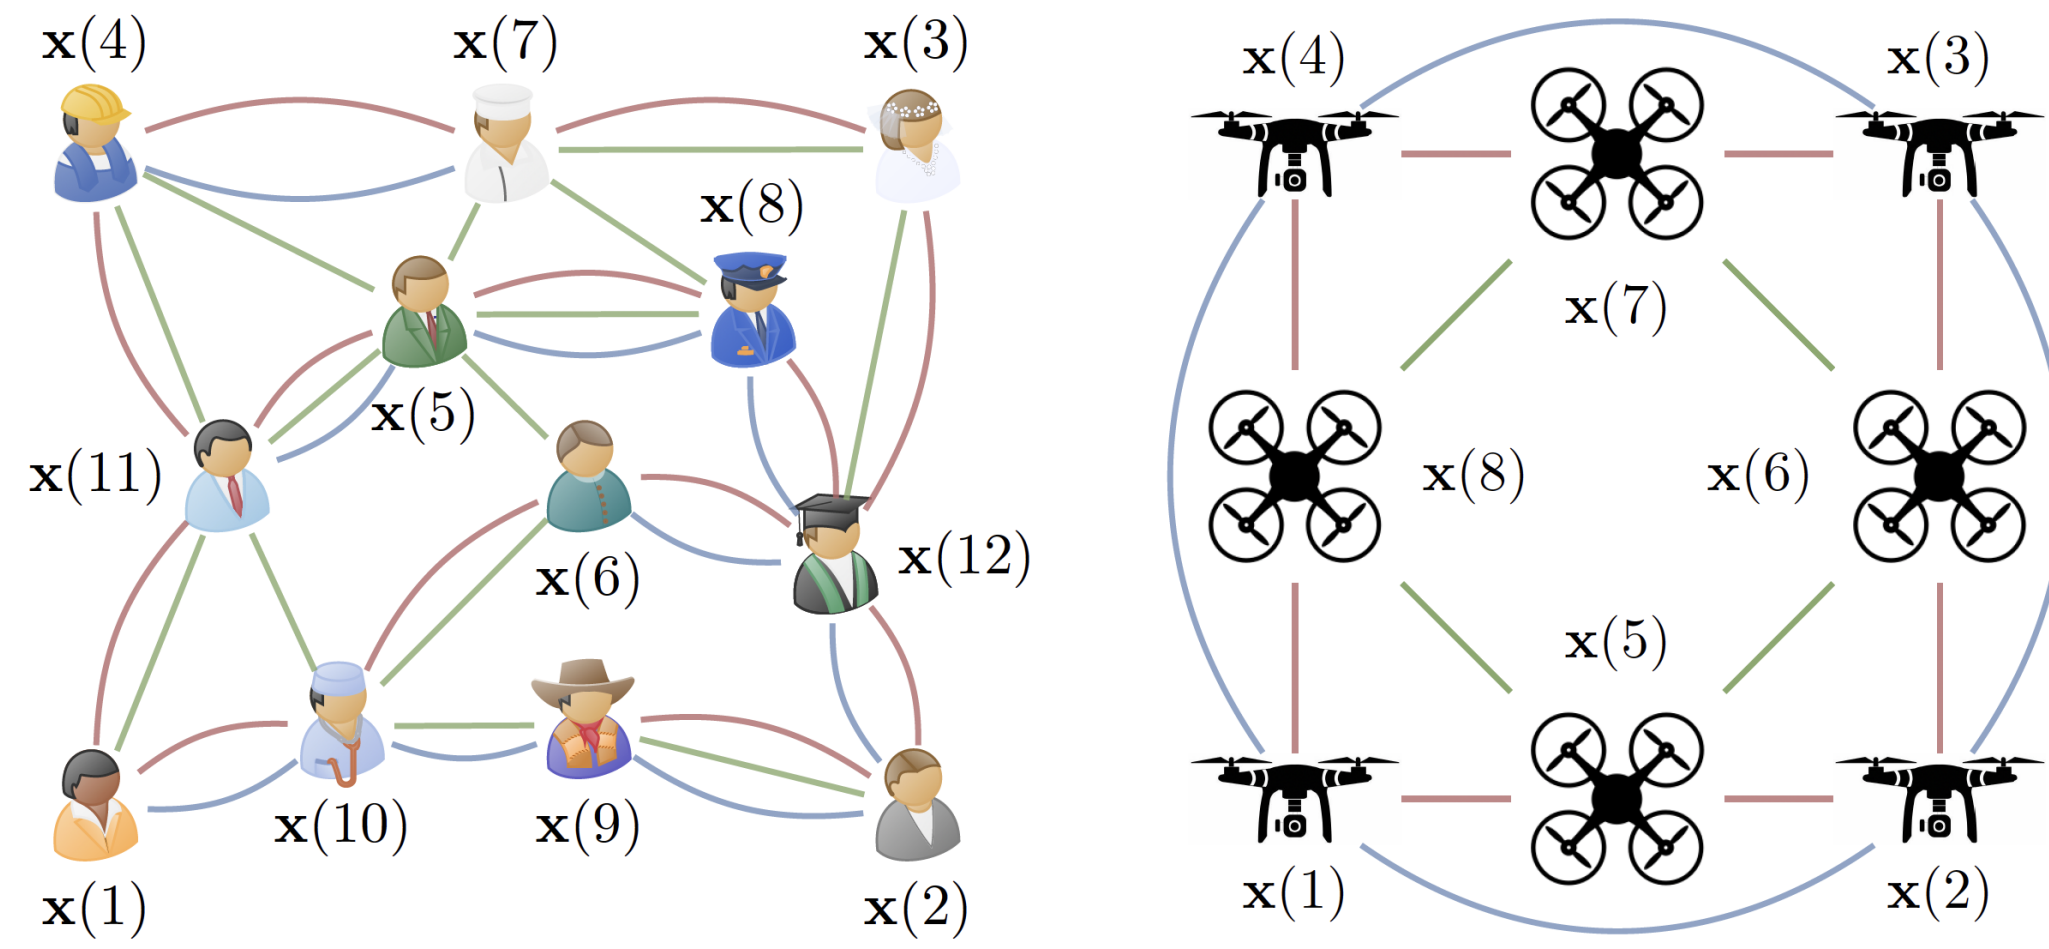 x(4)
x(7)
x(3)
x(8)
x(5)
x(11)
x(6)
x(12)
x(10)
x(9)
x(1)
x(2)
x(4)
x(3)
x(7)
x(8)
x(6)
x(5)
x(1)
x(2)